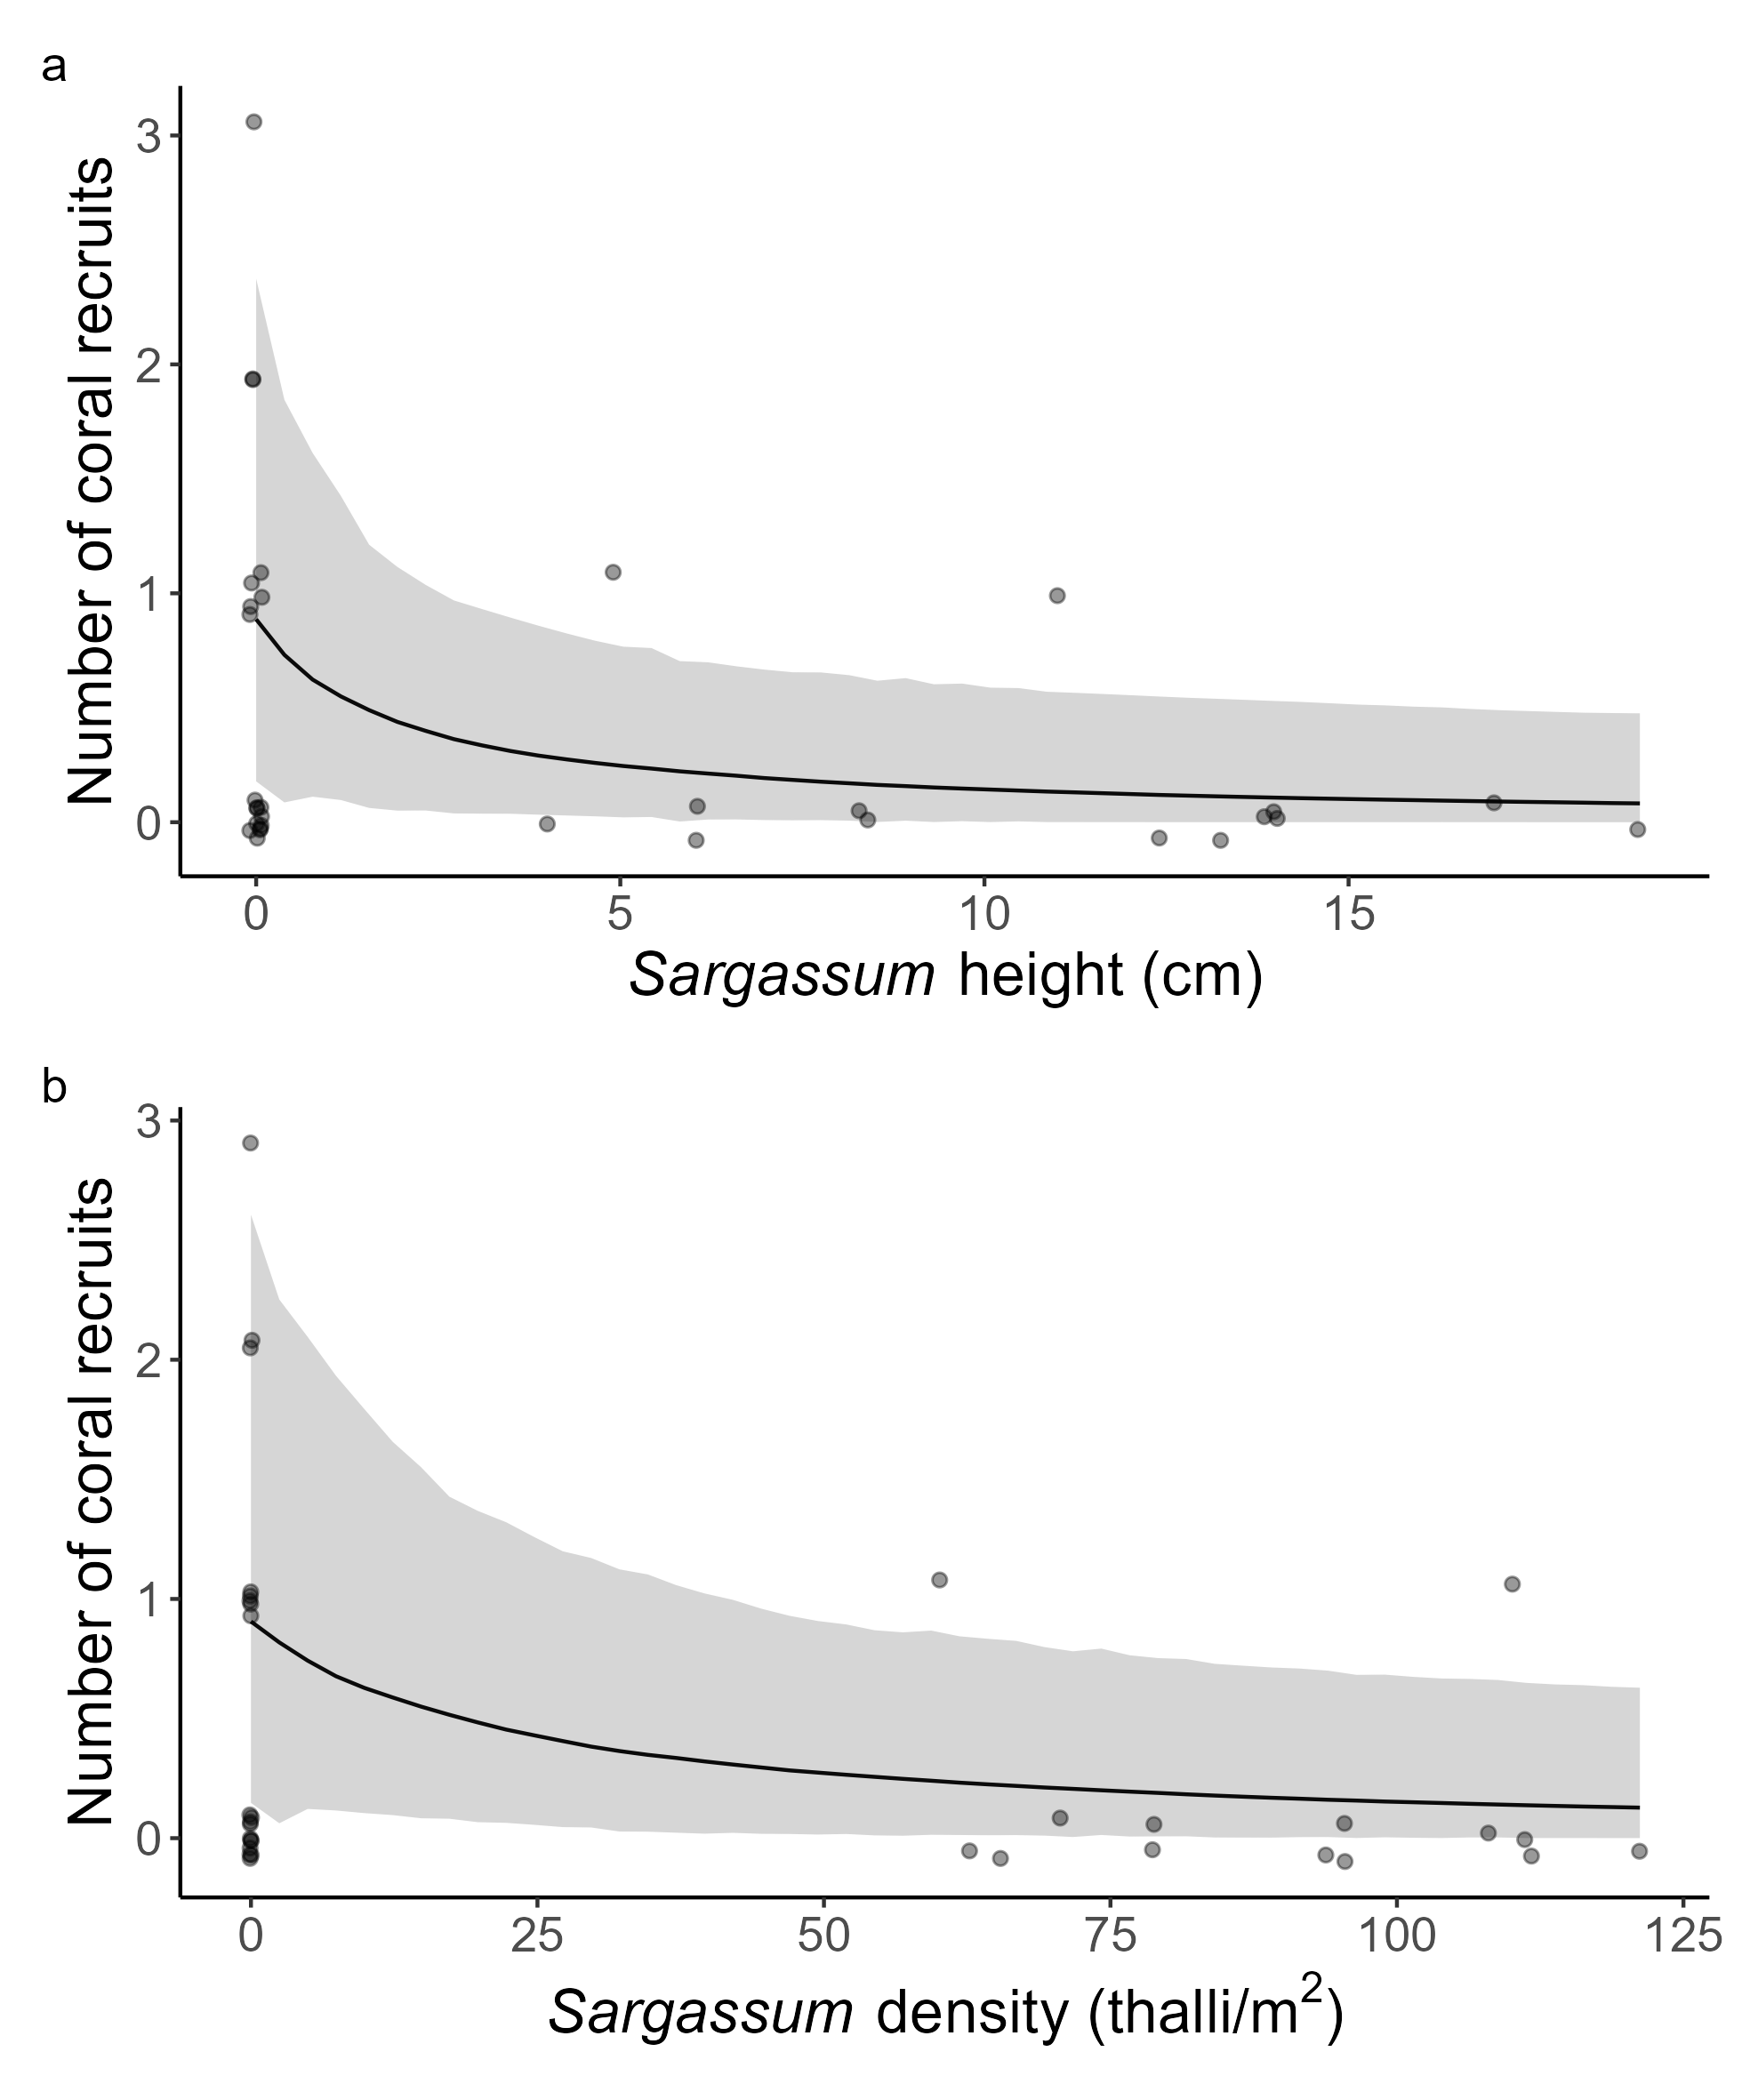 a
Number of coral recruits
3
2
1
0
0 5 10 15
Sargassum height (cm)
b
Number of coral recruits
3
2
1
0
0 25 50 75 100 125
Sargassum density (thalli/m²)